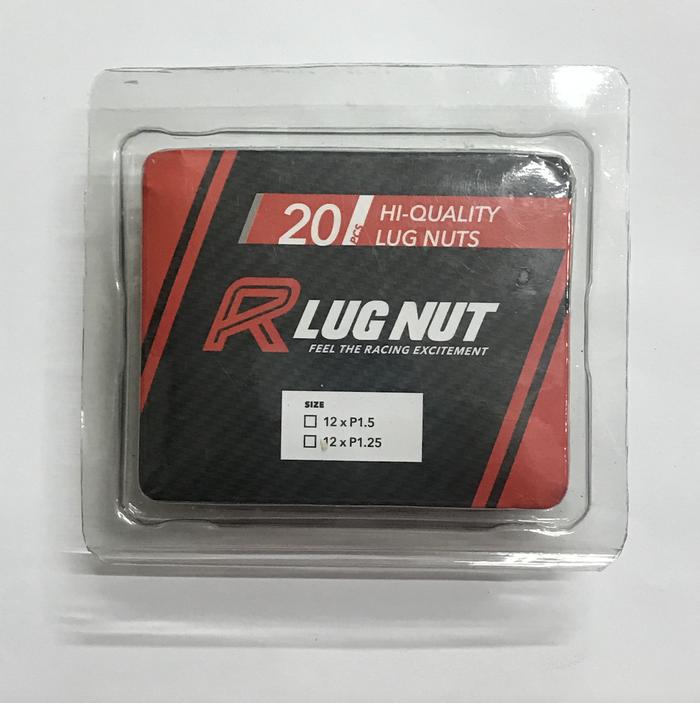 20 PCS HI-QUALITY
LUG NUTS
R LUG NUT
FEEL THE RACING EXCITEMENT
SIZE
12 x P1.5
12 x P1.25